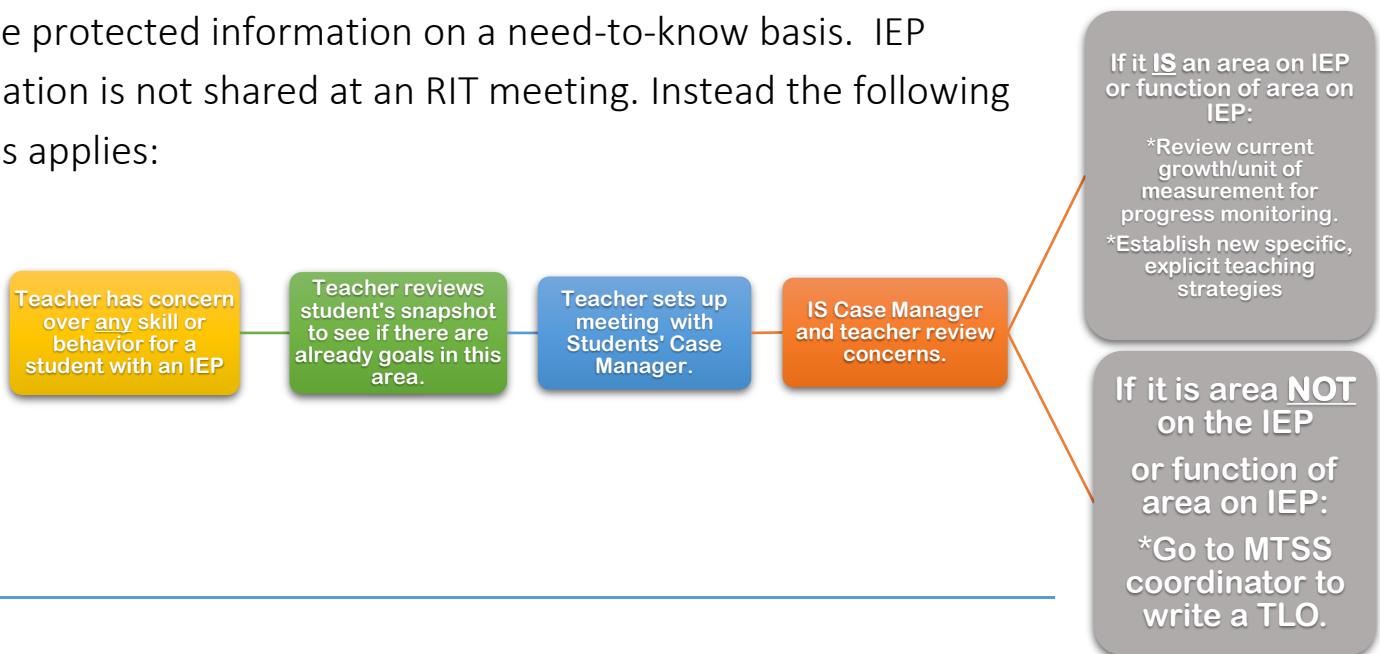 e protected information on a need-to-know basis.  IEP
ation is not shared at an RIT meeting. Instead the following
s applies:
Teacher has concern
over any skill or
behavior for a
student with an IEP
Teacher reviews
student's snapshot
to see if there are
already goals in this
area.
Teacher sets up
meeting  with
Students' Case
Manager.
IS Case Manager
and teacher review
concerns.
If it IS an area on IEP
or function of area on
IEP:
*Review current
growth/unit of
measurement for
progress monitoring.
*Establish new specific,
explicit teaching
strategies
If it is area NOT
on the IEP
or function of
area on IEP:
*Go to MTSS
coordinator to
write a TLO.